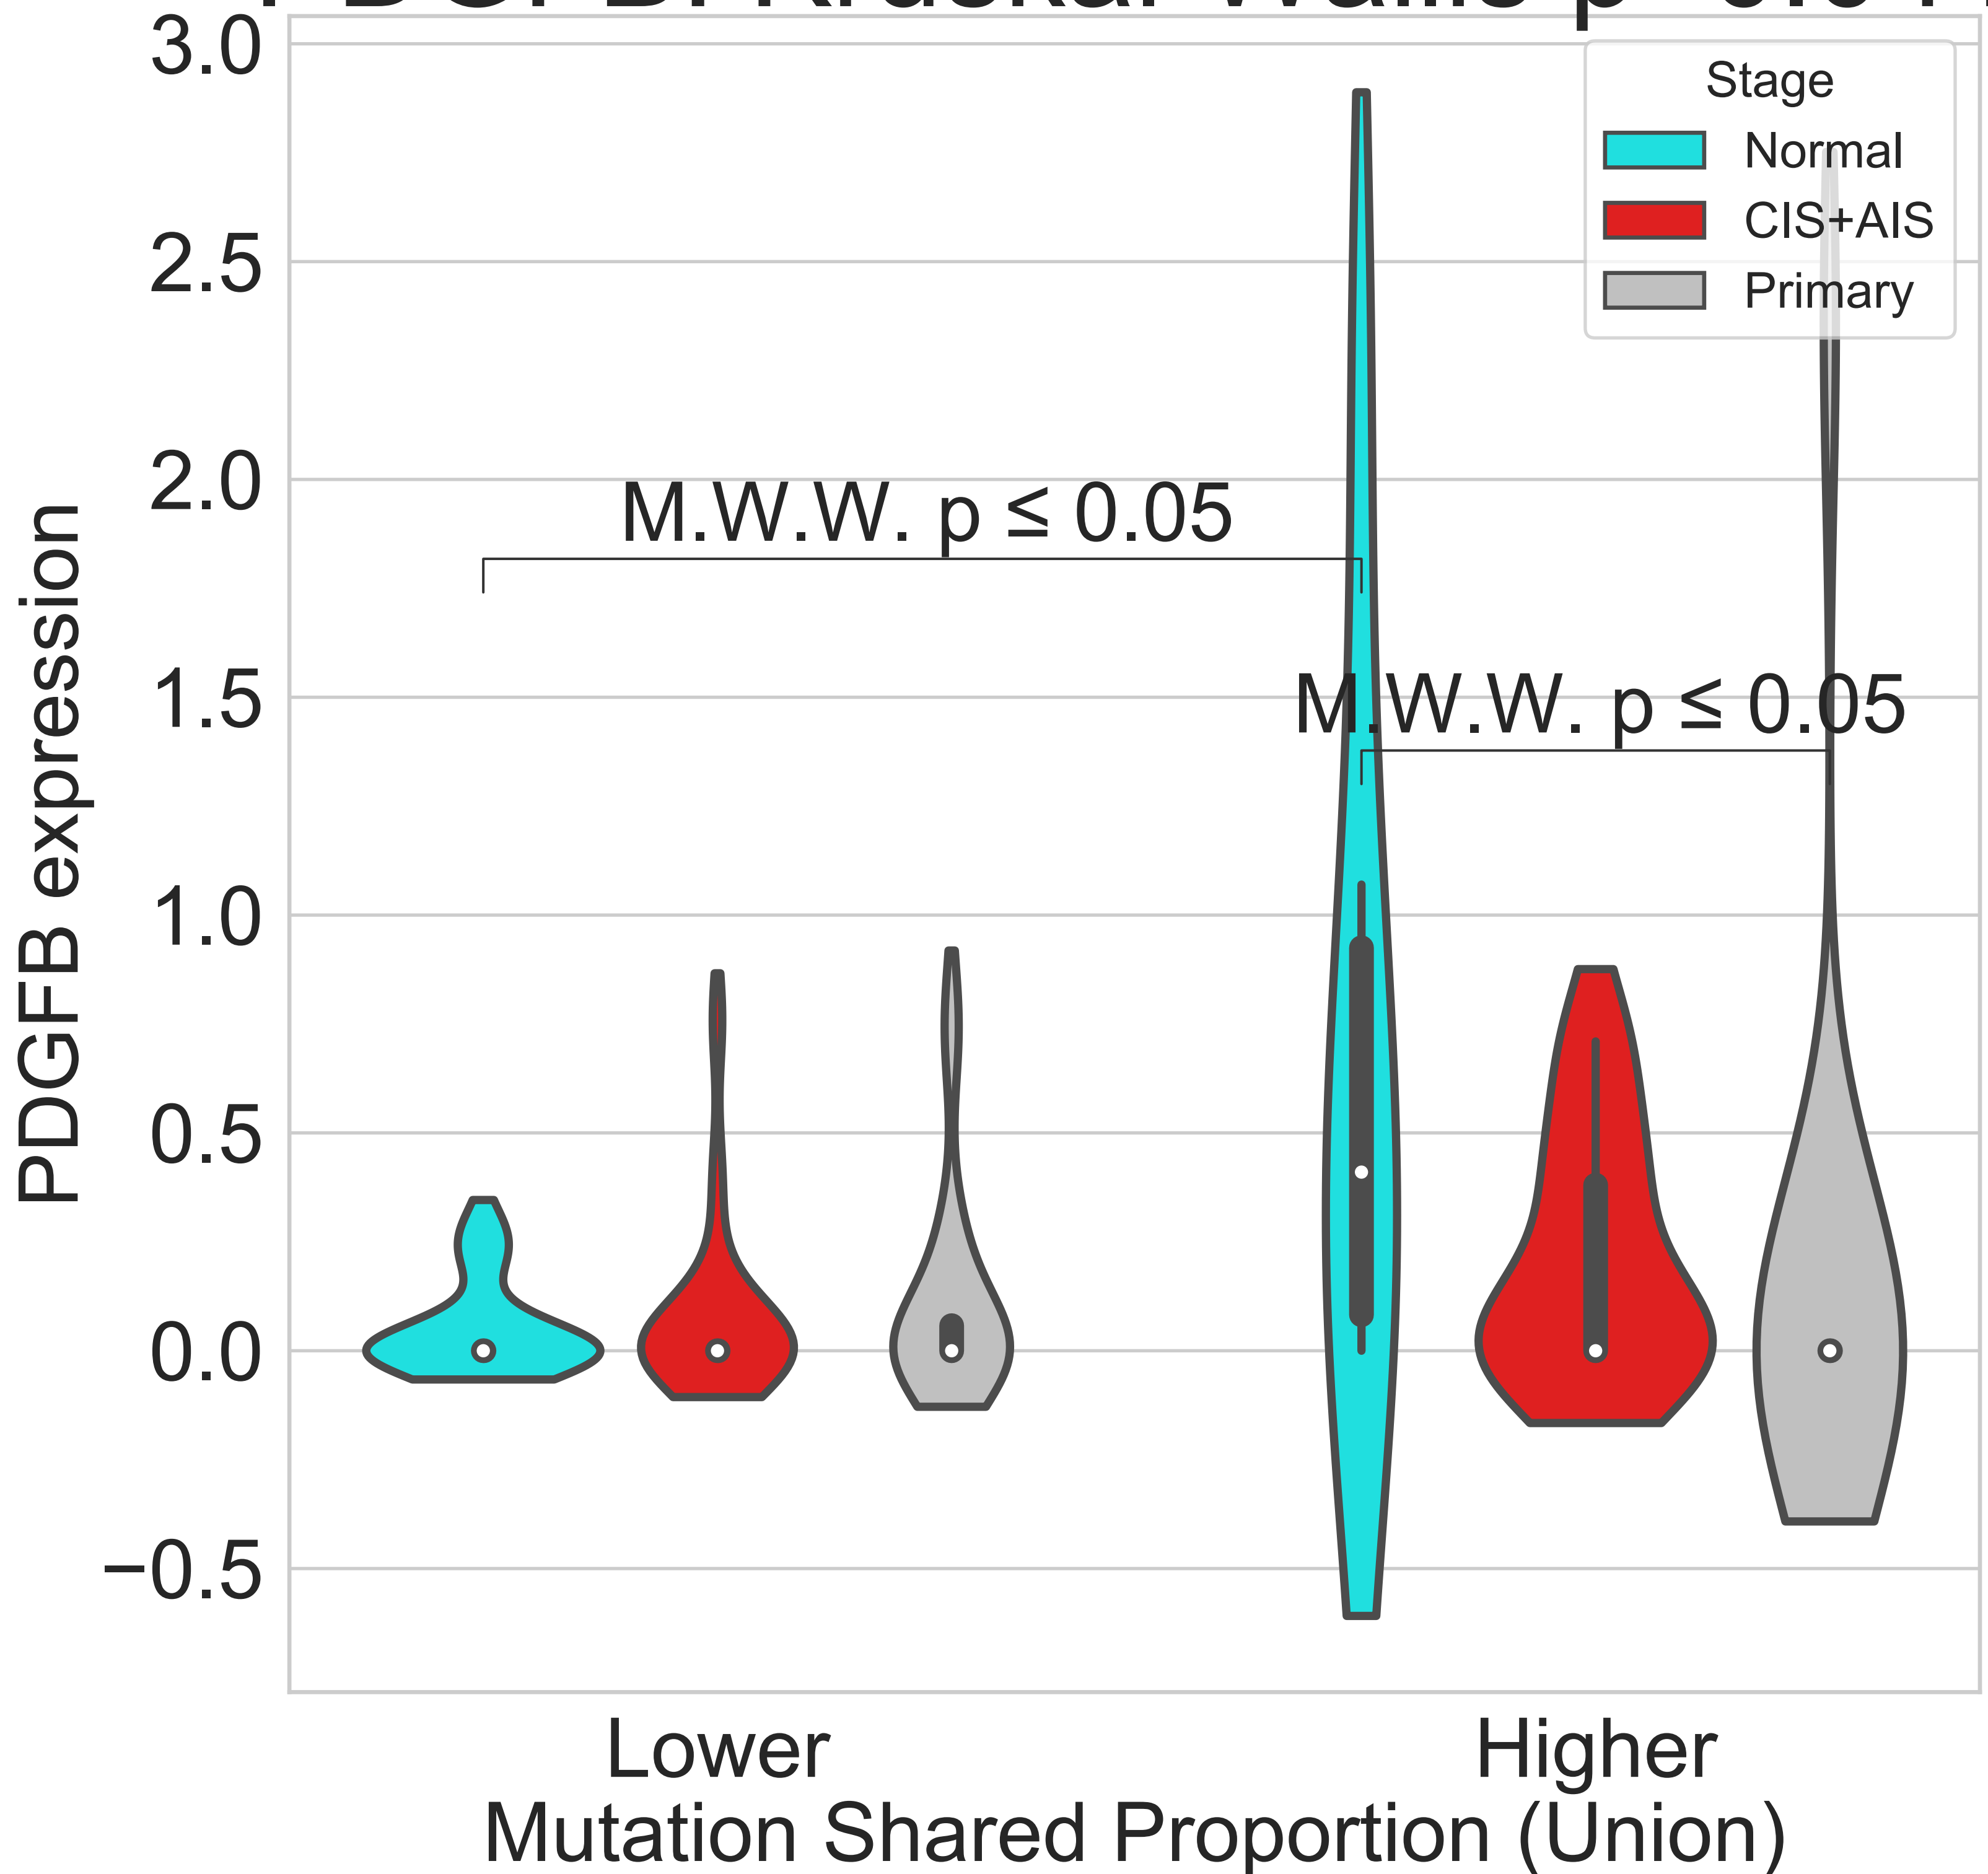 3.0
2.5
2.0
1.5
1.0
0.5
0.0
−0.5
PDGFB expression
Stage
Normal
CIS+AIS
Primary
M.W.W. p ≤ 0.05
M.W.W. p ≤ 0.05
Lower
Higher
Mutation Shared Proportion (Union)